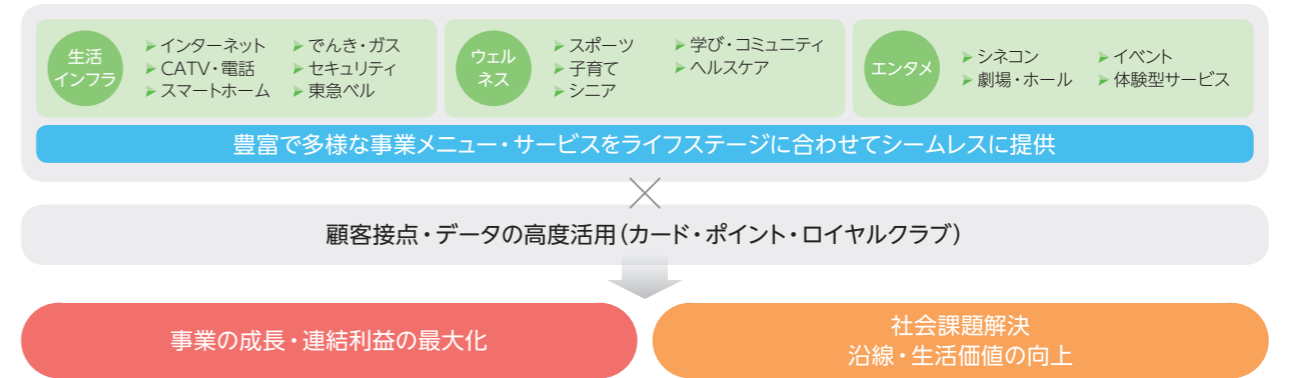 生活
インフラ
インターネット
CATV・電話
スマートホーム
でんき・ガス
セキュリティ
東急ベル
ウェル
ネス
スポーツ
子育て
シニア
学び・コミュニティ
ヘルスケア
エンタメ
シネコン
劇場・ホール
イベント
体験型サービス
豊富で多様な事業メニュー・サービスをライフステージに合わせてシームレスに提供
顧客接点・データの高度活用(カード・ポイント・ロイヤルクラブ)
事業の成長・連結利益の最大化
社会課題解決
沿線・生活価値の向上